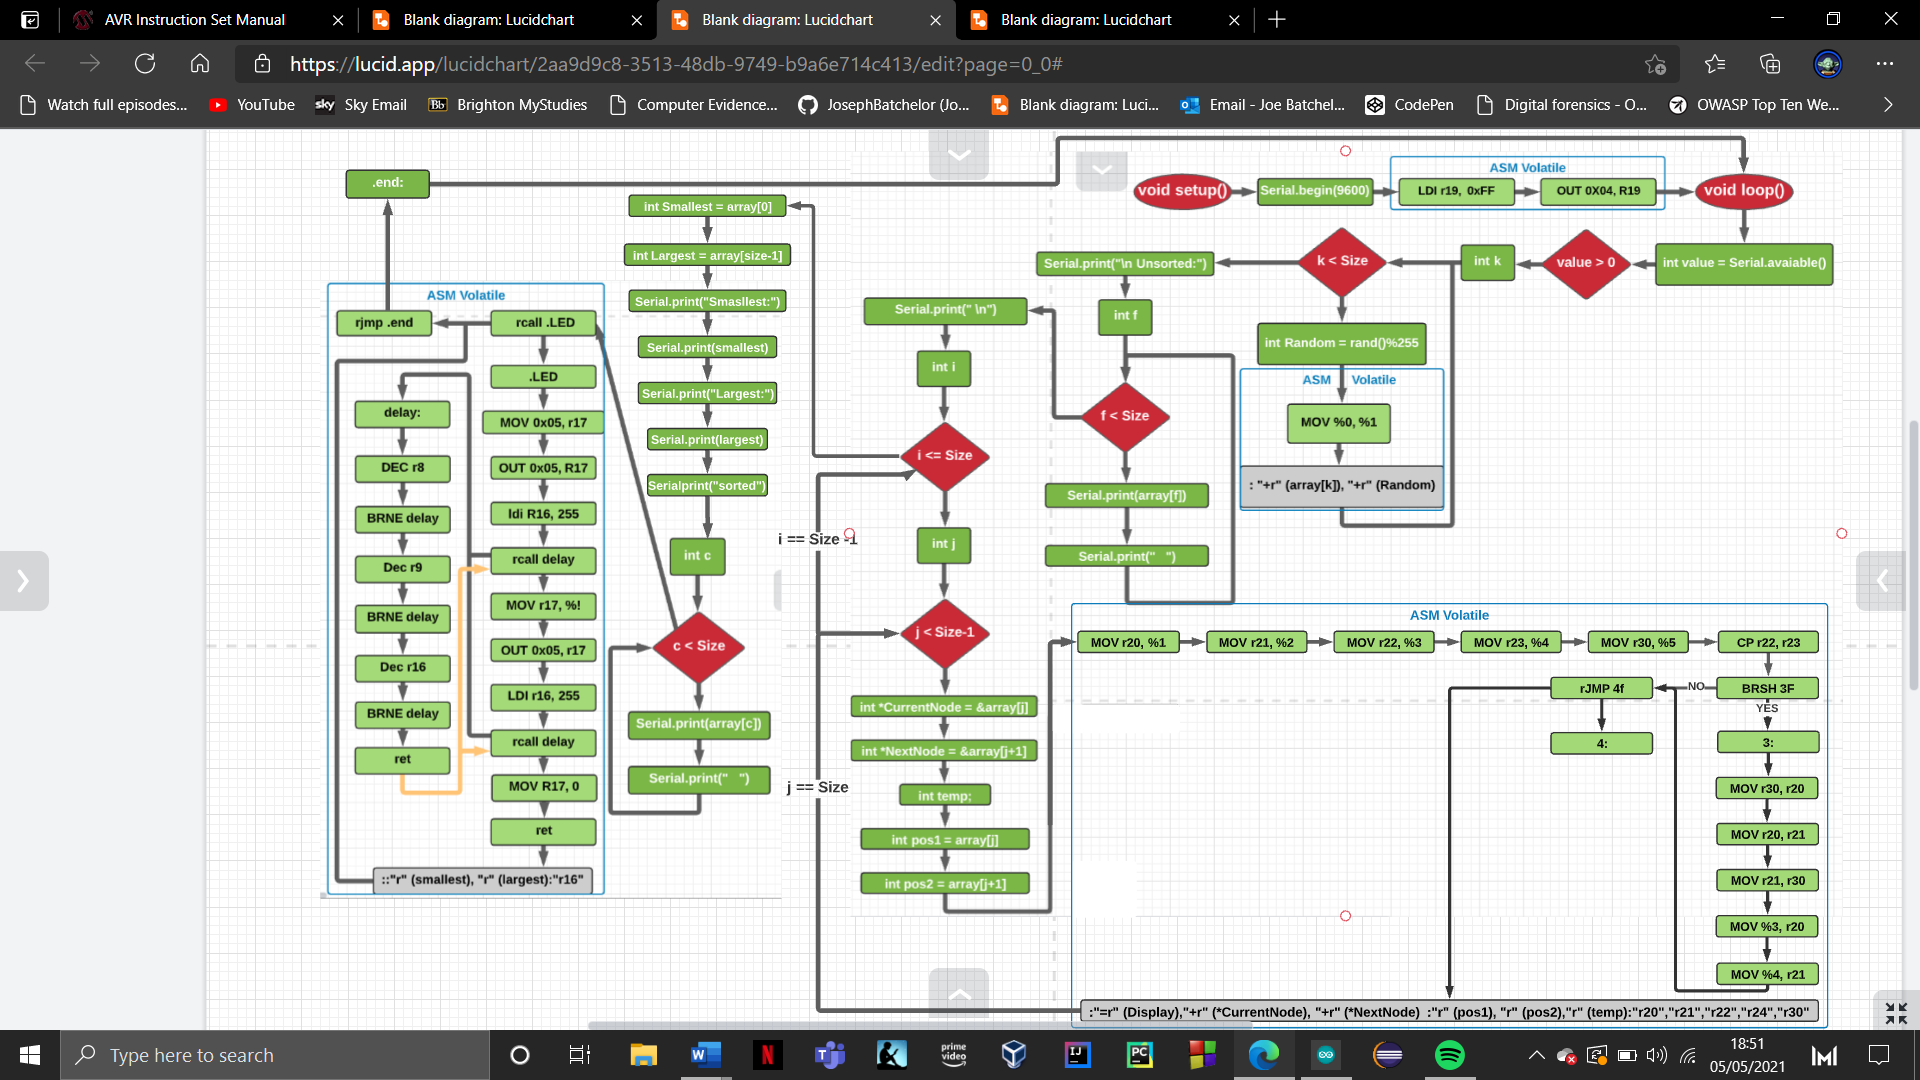 AVR Instruction Set Manual
Blank diagram: Lucidchart
Blank diagram: Lucidchart
Blank diagram: Lucidchart
https://lucid.app/lucidchart/2aa9d9c8-3513-48db-9749-b9a6e714c413/edit?page=0_0#
Watch full episodes...
YouTube
sky
Sky Email
Bb
Brighton MyStudies
Computer Evidence...
JosephBatchelor (Jo...
Blank diagram: Luci...
Email - Joe Batchel...
CodePen
Digital forensics - O...
OWASP Top Ten We...
.end:
ASM Volatile
rjmp .end
rcall .LED
.LED
MOV 0x05, r17
OUT 0x05, R17
ldi R16, 255
rcall delay
MOV r17, %!
OUT 0x05, r17
LDI r16, 255
rcall delay
MOV R17, 0
ret
delay:
DEC r8
BRNE delay
Dec r9
BRNE delay
Dec r16
BRNE delay
ret
::"r" (smallest), "r" (largest):"r16"
int Smallest = array[0]
int Largest = array[size-1]
Serial.print("Smasllest:")
Serial.print(smallest)
Serial.print("Largest:")
Serial.print(largest)
Serialprint("sorted")
int c
c < Size
Serial.print(array[c])
Serial.print("   ")
i == Size -1
j == Size
Serial.print(" \n")
int i
i <= Size
int j
j < Size-1
int *CurrentNode = &array[j]
int *NextNode = &array[j+1]
int temp;
int pos1 = array[j]
int pos2 = array[j+1]
void setup()
Serial.begin(9600)
ASM Volatile
LDI r19, 0xFF
OUT 0X04, R19
void loop()
int value = Serial.avaiable()
value > 0
int k
k < Size
Serial.print("\n Unsorted:")
int f
f < Size
Serial.print(array[f])
Serial.print("   ")
int Random = rand()%255
ASM Volatile
MOV %0, %1
: "+r" (array[k]), "+r" (Random)
ASM Volatile
MOV r20, %1
MOV r21, %2
MOV r22, %3
MOV r23, %4
MOV r30, %5
CP r22, r23
rJMP 4f
NO
BRSH 3F
YES
4:
3:
MOV r30, r20
MOV r20, r21
MOV r21, r30
MOV %3, r20
MOV %4, r21
:"=r" (Display),"+r" (*CurrentNode), "+r" (*NextNode) :"r" (pos1), "r" (pos2),"r" (temp):"r20","r21","r22","r24","r30"
Type here to search
W
N
prime
video
IJ
PC
18:51
05/05/2021